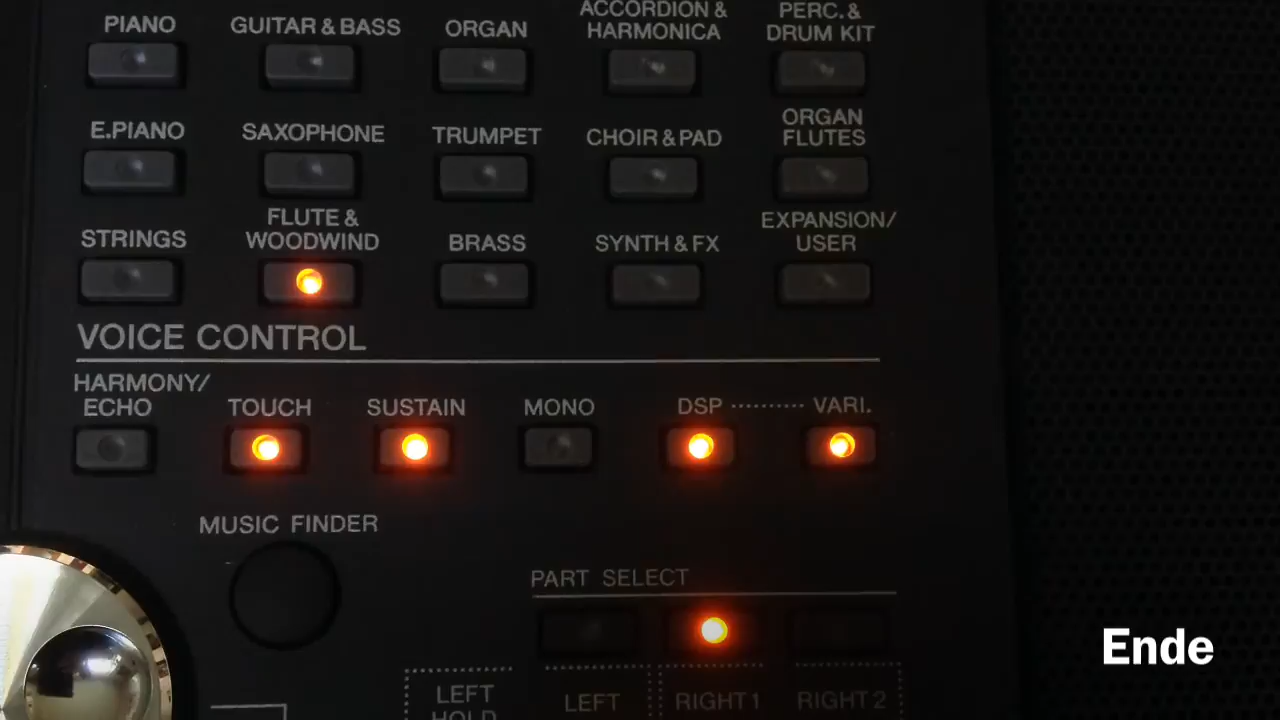 PIANO
GUITAR & BASS
ORGAN
ACCORDION &
HARMONICA
PERC. &
DRUM KIT
E.PIANO
SAXOPHONE
TRUMPET
CHOIR & PAD
ORGAN
FLUTES
STRINGS
FLUTE &
WOODWIND
BRASS
SYNTH & FX
EXPANSION/
USER
VOICE CONTROL
HARMONY/
ECHO
TOUCH
SUSTAIN
MONO
DSP
VARI.
MUSIC FINDER
PART SELECT
LEFT
HOLD
LEFT
RIGHT 1
RIGHT 2
Ende